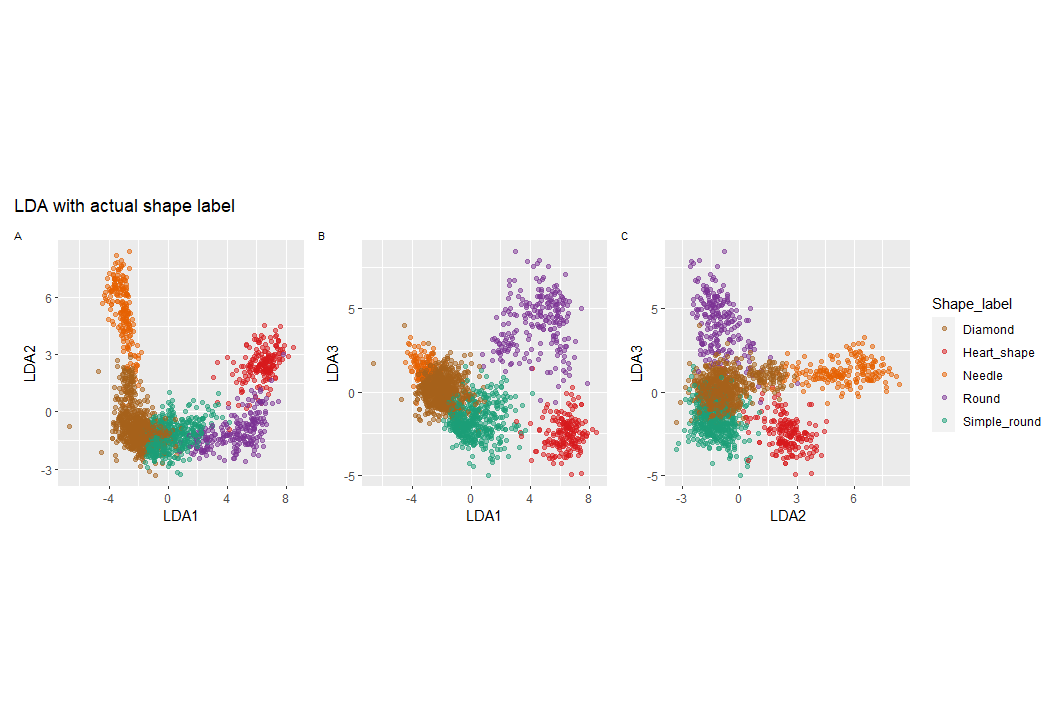 LDA with actual shape label
A
B
C
LDA2
6
3
0
-3
-4
0
4
8
LDA1
LDA3
5
0
-5
-4
0
4
8
LDA1
LDA3
5
0
-5
-3
0
3
6
LDA2
Shape_label
Diamond
Heart_shape
Needle
Round
Simple_round